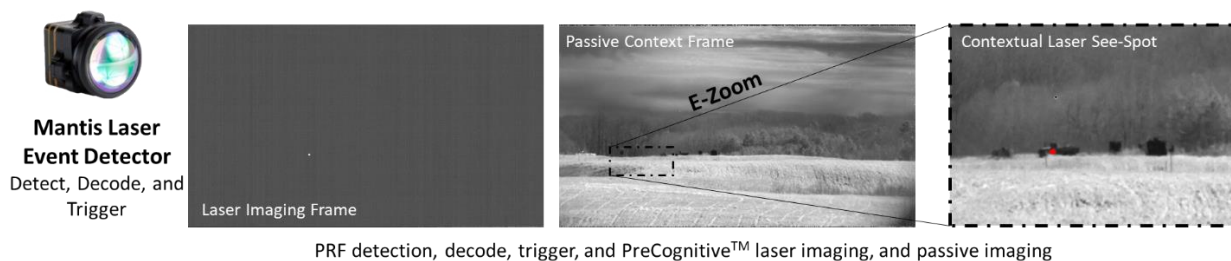 Mantis Laser
Event Detector
Detect, Decode, and
Trigger
Laser Imaging Frame
Passive Context Frame
E-Zoom
Contextual Laser See-Spot
PRF detection, decode, trigger, and PreCognitive™ laser imaging, and passive imaging